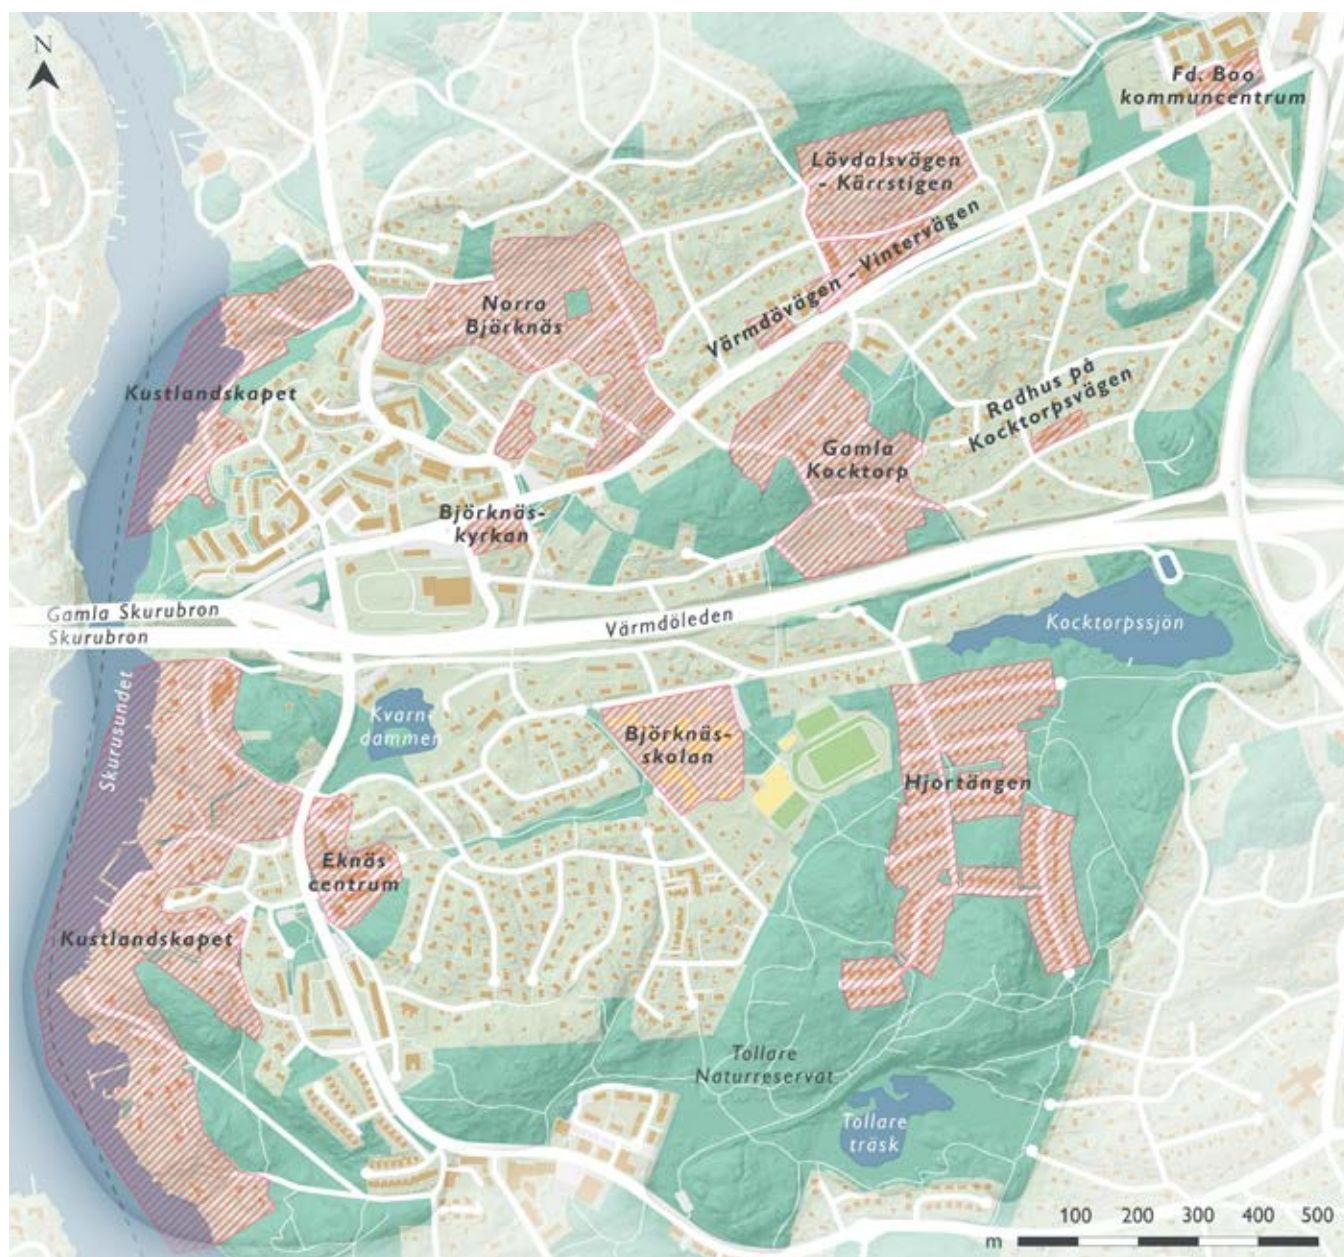 N
Fd. Boo
kommuncentrum
Lövdalsvägen
- Kärrstigen
Värmdövägen - Vintervägen
Norra
Björknäs
Kustlandskapet
Radhus på
Kocktorpsvägen
Gamla
Kocktorp
Björknäs-
kyrkan
Gamla Skurubron
Skurubron
Värmdöleden
Kocktorpssjön
Skurusundet
Kvarn-
dammen
Björknäs-
skolan
Hjortängen
Eknäs
centrum
Kustlandskapet
Tollare
Naturreservat
Tollare
träsk
100 200 300 400 500
m